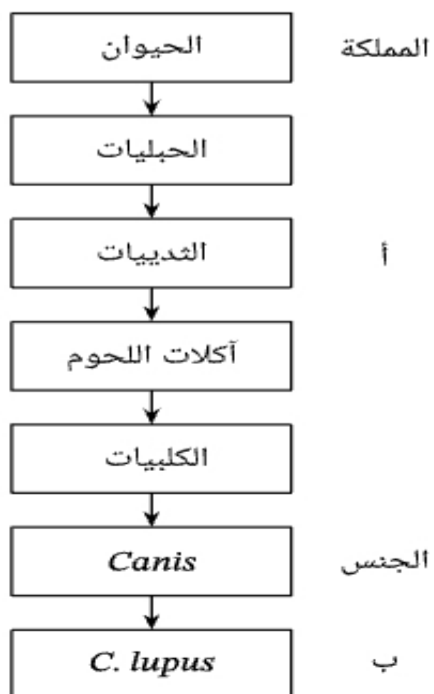 الحيوان المملكة
الحبليات
الثدييات أ
آكلات اللحوم
الكلبيات
Canis الجنس
C. lupus ب